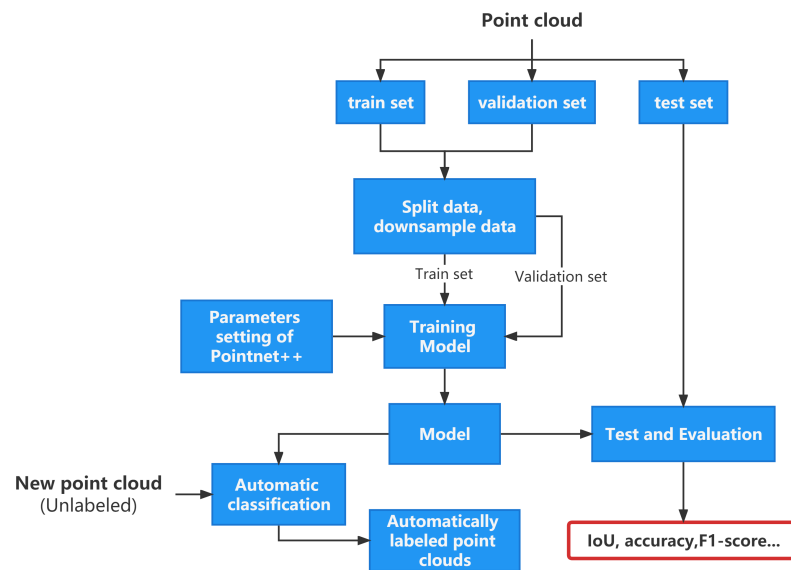 Point cloud
train set
validation set
test set
Split data,
downsample data
Train set
Validation set
Parameters
setting of
Pointnet++
Training
Model
Model
Test and Evaluation
New point cloud
(Unlabeled)
Automatic
classification
Automatically
labeled point
clouds
IoU, accuracy,F1-score...